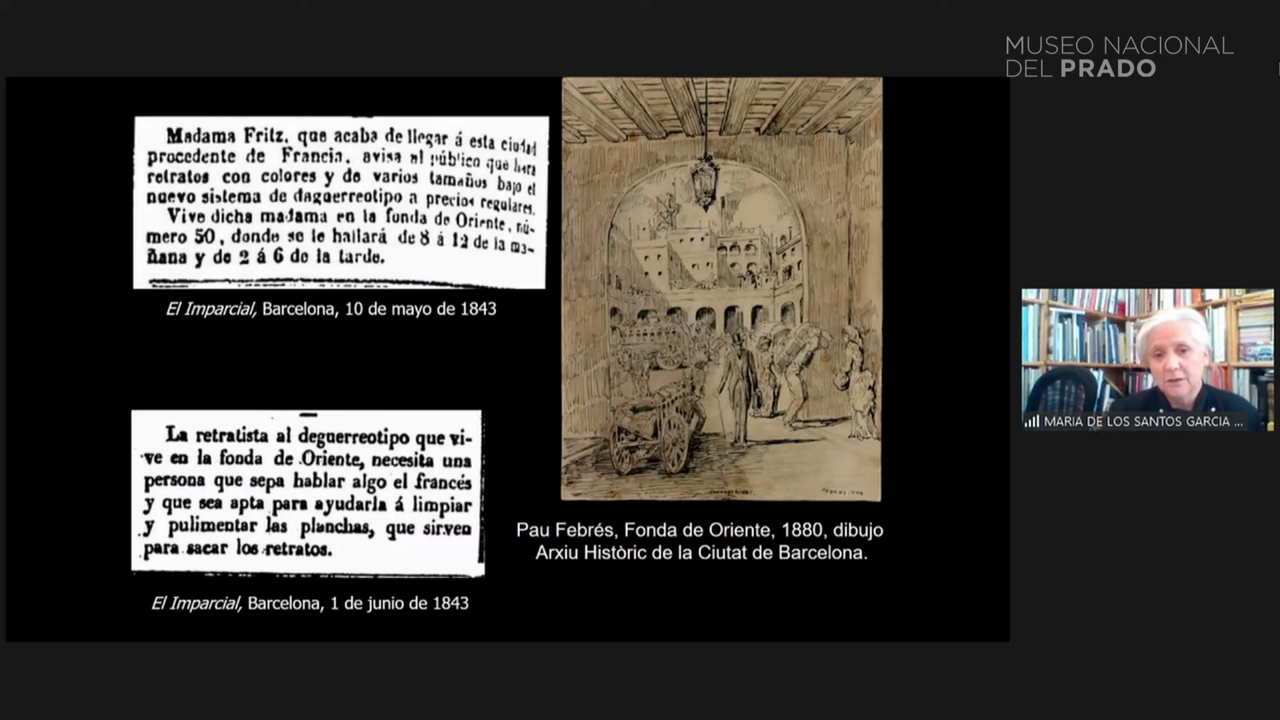 MUSEO NACIONAL
DEL PRADO
Madama Fritz, que acaba de llegar á esta ciudad
procedente de Francia, avisa al público que hará
retratos con colores y de varios tamaños bajo el
nuevo sistema de daguerreotipo a precios regulares.
Vive dicha madama en la fonda de Oriente, nú-
mero 50, donde se le hallará de 8 á 12 de la ma-
ñana y de 2 á 6 de la tarde.
El Imparcial, Barcelona, 10 de mayo de 1843
La retratista al deguerreotipo que vi-
ve en la fonda de Oriente, necesita una
persona que sepa hablar algo el francés
y que sea apta para ayudarla á limpiar
y pulimentar las planchas, que sirven
para sacar los retratos.
El Imparcial, Barcelona, 1 de junio de 1843
Pau Febrés, Fonda de Oriente, 1880, dibujo
Arxiu Històric de la Ciutat de Barcelona.
MARIA DE LOS SANTOS GARCIA ...